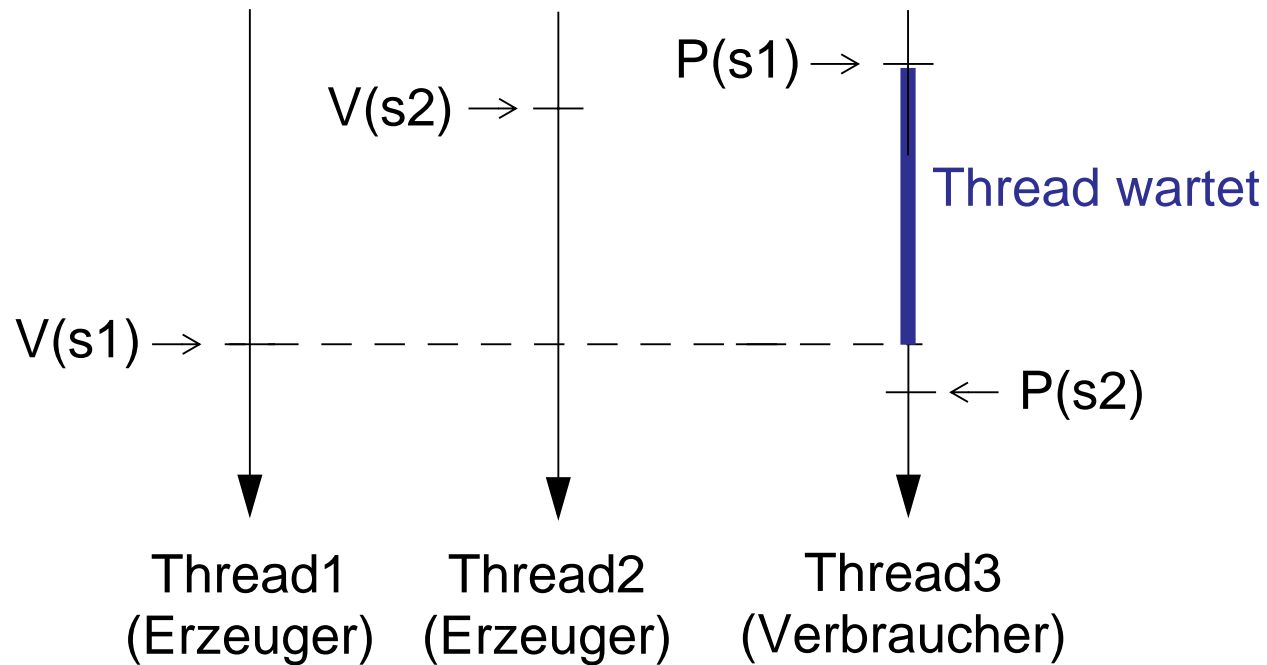 P(s1)
V(s2)
Thread wartet
V(s1)
P(s2)
Thread1
(Erzeuger)
Thread2
(Erzeuger)
Thread3
(Verbraucher)